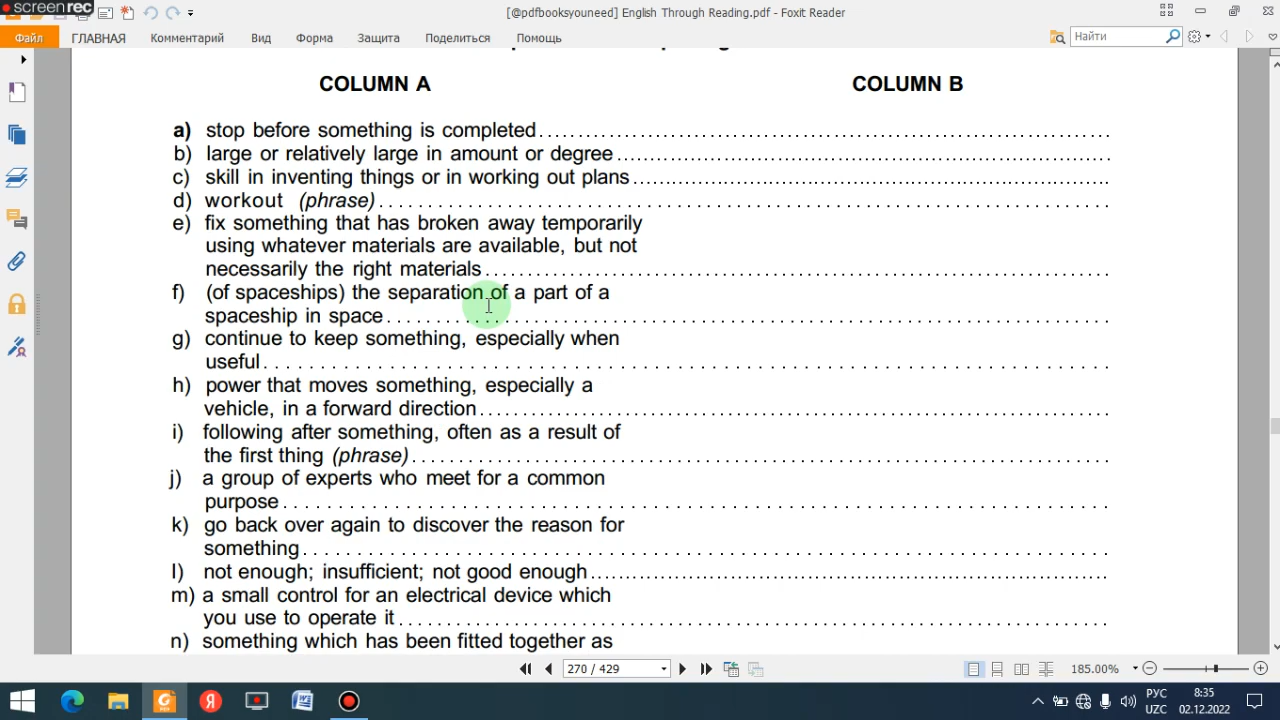 screenrec
[@pdfbooksyouneed] English Through Reading.pdf - Foxit Reader
Файл ГЛАВНАЯ Комментарий Вид Форма Защита Поделиться Помощь Найти
COLUMN A COLUMN B
a) stop before something is completed
b) large or relatively large in amount or degree
c) skill in inventing things or in working out plans
d) workout (phrase)
e) fix something that has broken away temporarily
using whatever materials are available, but not
necessarily the right materials
f) (of spaceships) the separation of a part of a
spaceship in space
g) continue to keep something, especially when
useful
h) power that moves something, especially a
vehicle, in a forward direction
i) following after something, often as a result of
the first thing (phrase)
j) a group of experts who meet for a common
purpose
k) go back over again to discover the reason for
something
l) not enough; insufficient; not good enough
m) a small control for an electrical device which
you use to operate it
n) something which has been fitted together as
270 / 429 185.00%
РУС 8:35
UZC 02.12.2022